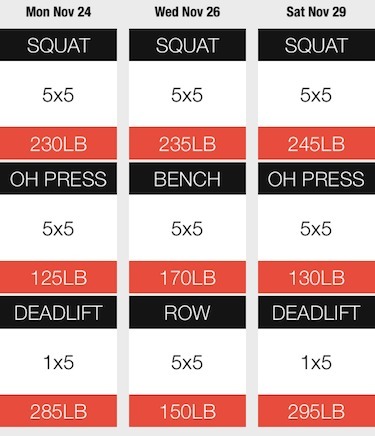 Mon Nov 24 Wed Nov 26 Sat Nov 29
SQUAT SQUAT SQUAT
5x5 5x5 5x5
230LB 235LB 245LB
OH PRESS BENCH OH PRESS
5x5 5x5 5x5
125LB 170LB 130LB
DEADLIFT ROW DEADLIFT
1x5 5x5 1x5
285LB 150LB 295LB